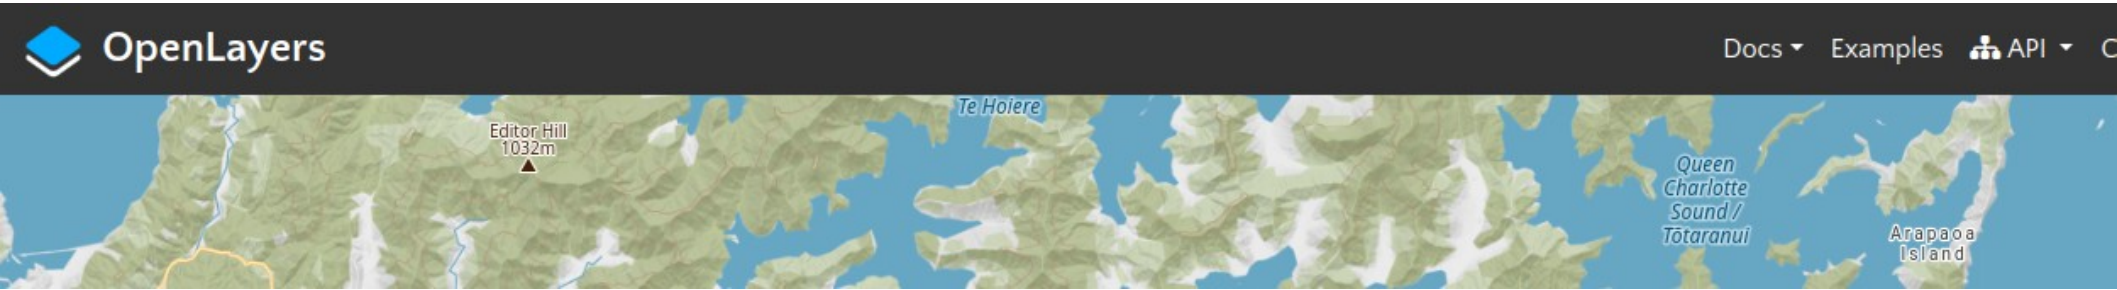 OpenLayers
Docs
Examples
API
Te Hoiere
Editor Hill
1032m
Queen
Charlotte
Sound /
Tōtaranui
Arapaoa
Island